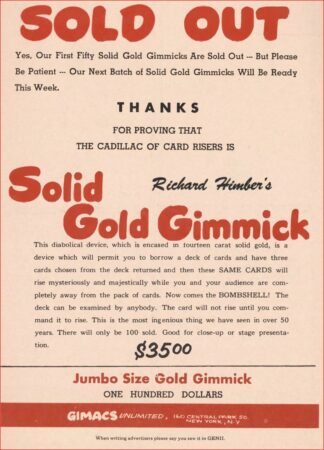 SOLD OUT
Yes, Our First Fifty Solid Gold Gimmicks Are Sold Out -- But Please
Be Patient -- Our Next Batch of Solid Gold Gimmicks Will Be Ready
This Week.
THANKS
FOR PROVING THAT
THE CADILLAC OF CARD RISERS IS
Richard Himber's
Solid
Gold Gimmick
This diabolical device, which is encased in fourteen carat solid gold, is a
device which will permit you to borrow a deck of cards and have three
cards chosen from the deck returned and then these SAME CARDS will
rise mysteriously and majestically while you and your audience are com-
pletely away from the pack of cards. Now comes the BOMBSHELL! The
deck can be examined by anybody. The card will not rise until you com-
mand it to rise. This is the most ingenious thing we have seen in over 50
years. There will only be 100 sold. Good for close-up or stage presenta-
tion.
$3500
Jumbo Size Gold Gimmick
ONE HUNDRED DOLLARS
GIMACS UNLIMITED, 160 CENTRAL PARK SO.
NEW YORK, N.Y
When writing advertisers please say you saw it in GENII.